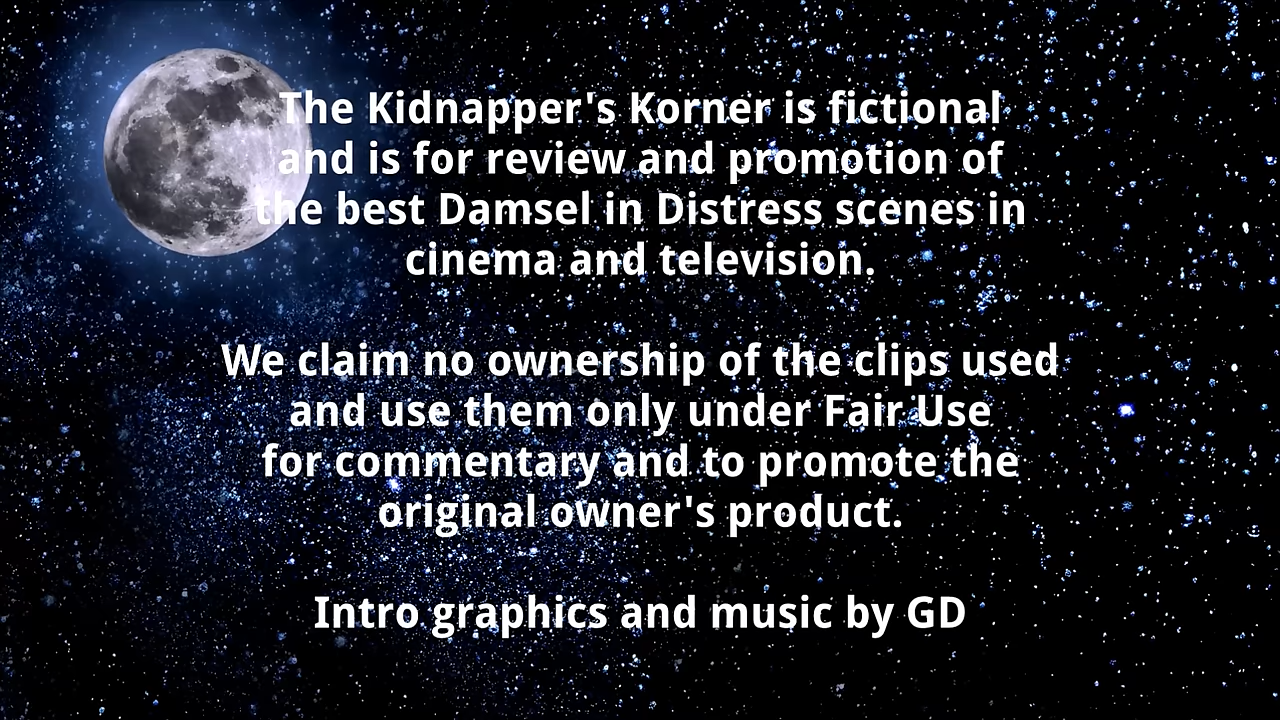 The Kidnapper's Korner is fictional
and is for review and promotion of
the best Damsel in Distress scenes in
cinema and television.
We claim no ownership of the clips used
and use them only under Fair Use
for commentary and to promote the
original owner's product.
Intro graphics and music by GD